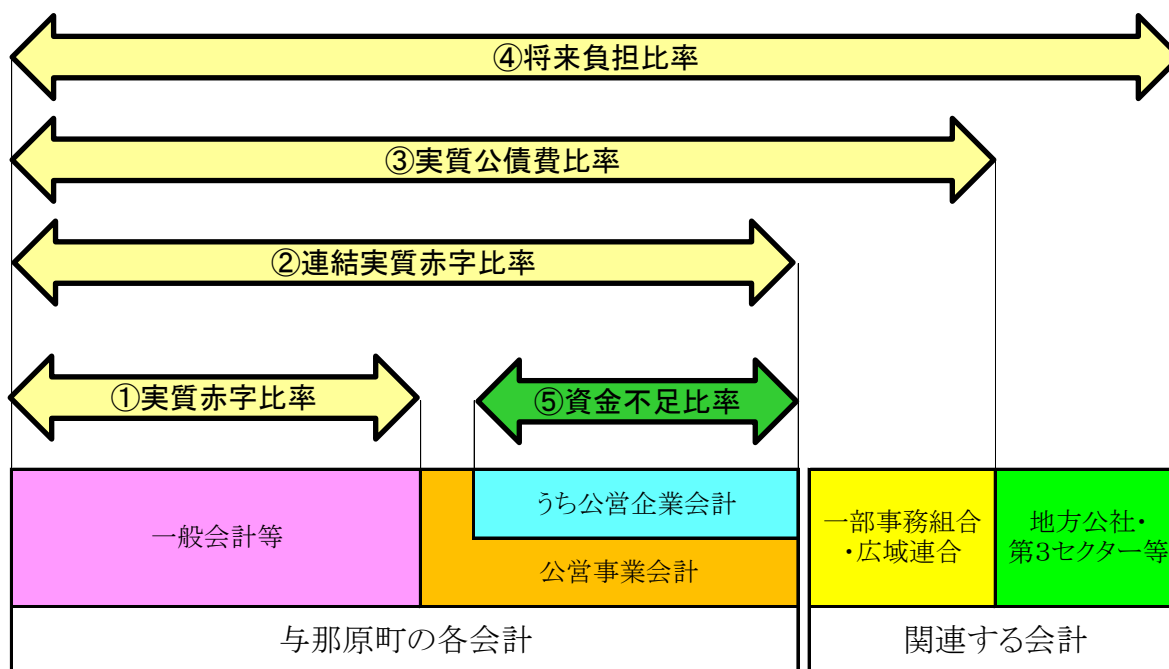 ④将来負担比率
③実質公債費比率
②連結実質赤字比率
①実質赤字比率
⑤資金不足比率
一般会計等
うち公営企業会計
公営事業会計
一部事務組合
・広域連合
地方公社・
第3セクター等
与那原町の各会計
関連する会計